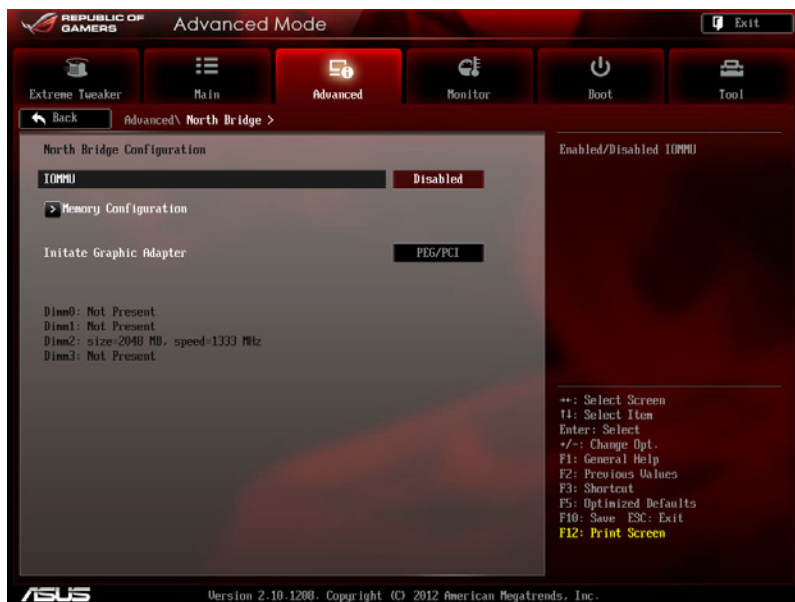 REPUBLIC OF
GAMERS
Advanced Mode
Exit
Extreme Tweaker
Main
Advanced
Monitor
Boot
Tool
Back
Advanced\ North Bridge >
North Bridge Configuration
Enabled/Disabled IOMMU
IOMMU
Disabled
> Memory Configuration
Initate Graphic Adapter
PEG/PCI
Dimm0: Not Present
Dimm1: Not Present
Dimm2: size=2048 MB, speed=1333 MHz
Dimm3: Not Present
→←: Select Screen
↑↓: Select Item
Enter: Select
+/-: Change Opt.
F1: General Help
F2: Previous Values
F3: Shortcut
F5: Optimized Defaults
F10: Save ESC: Exit
F12: Print Screen
ASUS
Version 2.10.1208. Copyright (C) 2012 American Megatrends, Inc.